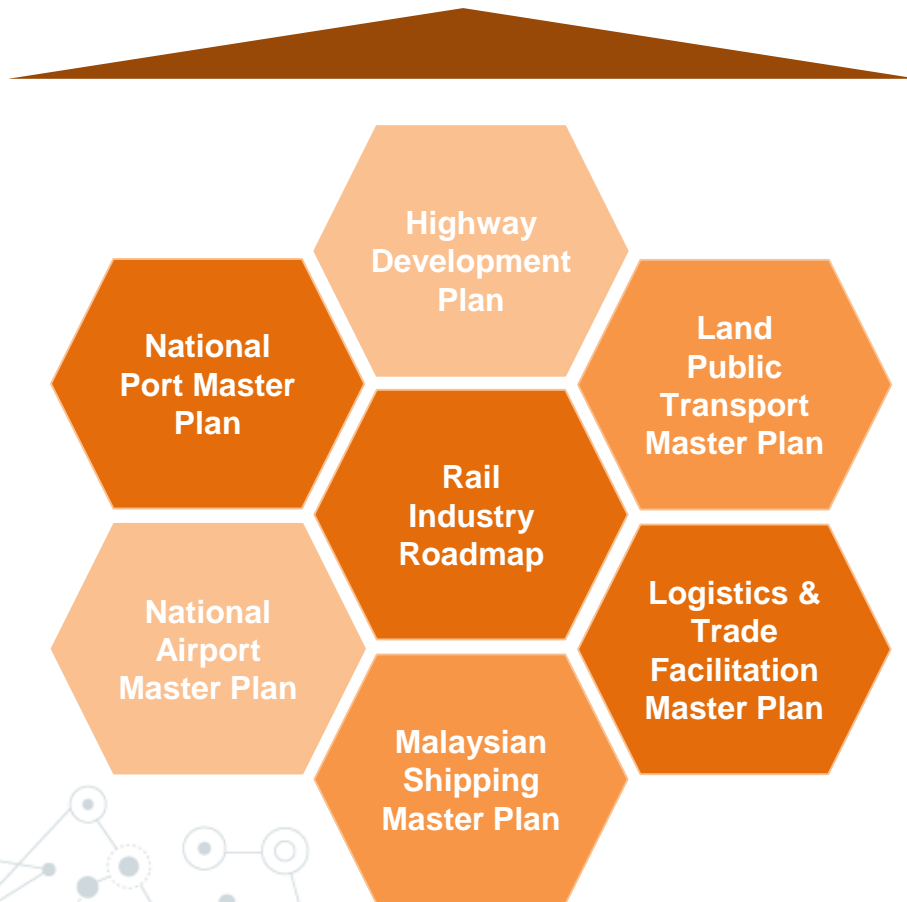 Highway
Development
Plan
National
Port Master
Plan
Land
Public
Transport
Master Plan
Rail
Industry
Roadmap
National
Airport
Master Plan
Logistics &
Trade
Facilitation
Master Plan
Malaysian
Shipping
Master Plan